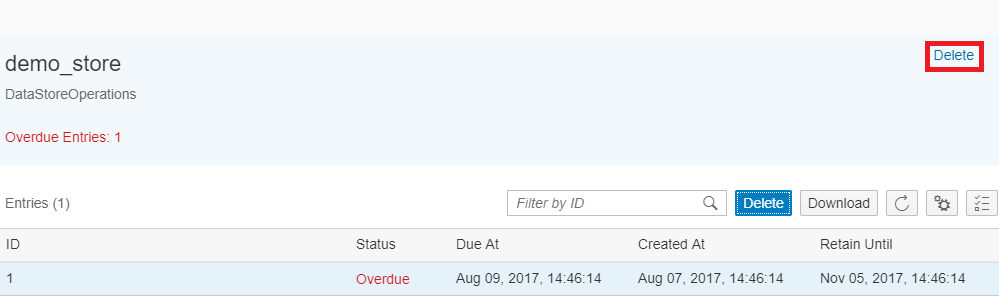 demo_store
Delete
DataStoreOperations
Overdue Entries: 1
Entries (1) Filter by ID Delete Download
ID Status Due At Created At Retain Until
1 Overdue Aug 09, 2017, 14:46:14 Aug 07, 2017, 14:46:14 Nov 05, 2017, 14:46:14